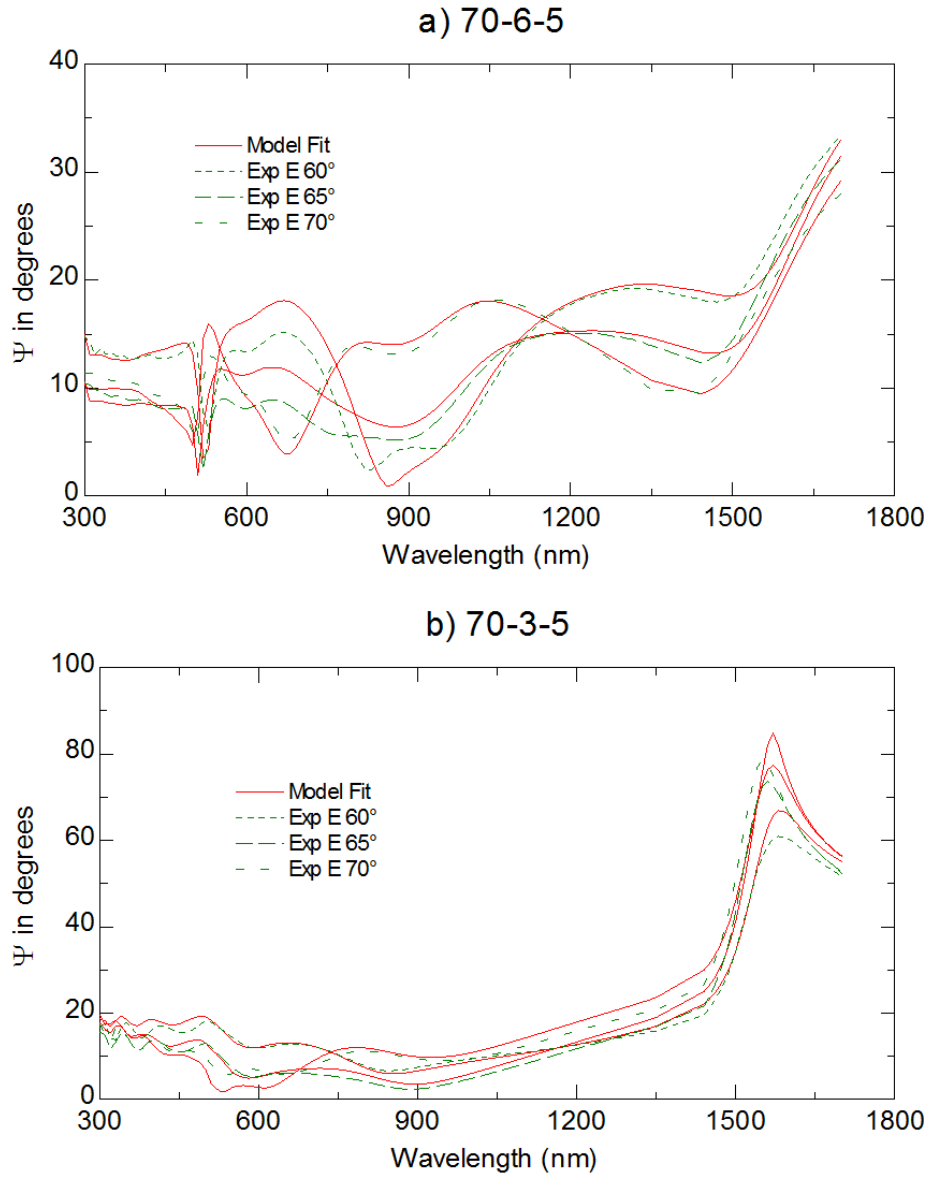 a) 70-6-5
40
30
20
10
0
Ψ in degrees
Model Fit
Exp E 60°
Exp E 65°
Exp E 70°
300 600 900 1200 1500 1800
Wavelength (nm)
b) 70-3-5
100
80
60
40
20
0
Ψ in degrees
Model Fit
Exp E 60°
Exp E 65°
Exp E 70°
300 600 900 1200 1500 1800
Wavelength (nm)